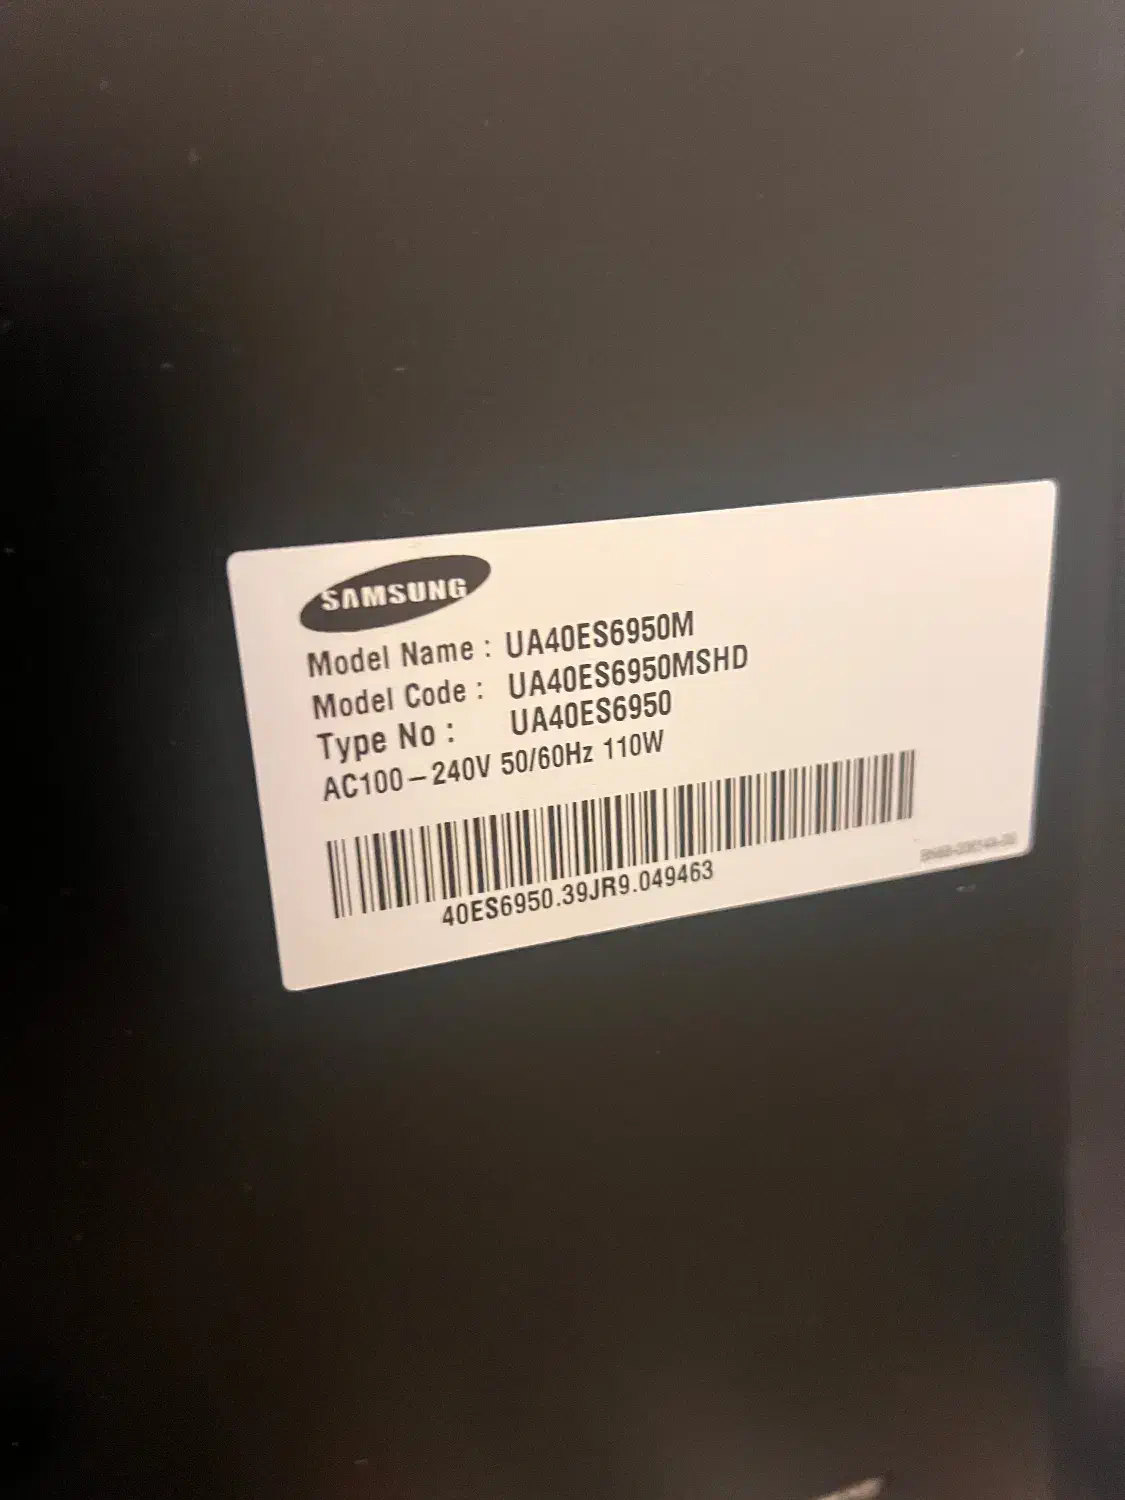 SAMSUNG
Model Name : UA40ES6950M
Model Code : UA40ES6950MSHD
Type No : UA40ES6950
AC100-240V 50/60Hz 110W
40ES6950.39JR9.049463